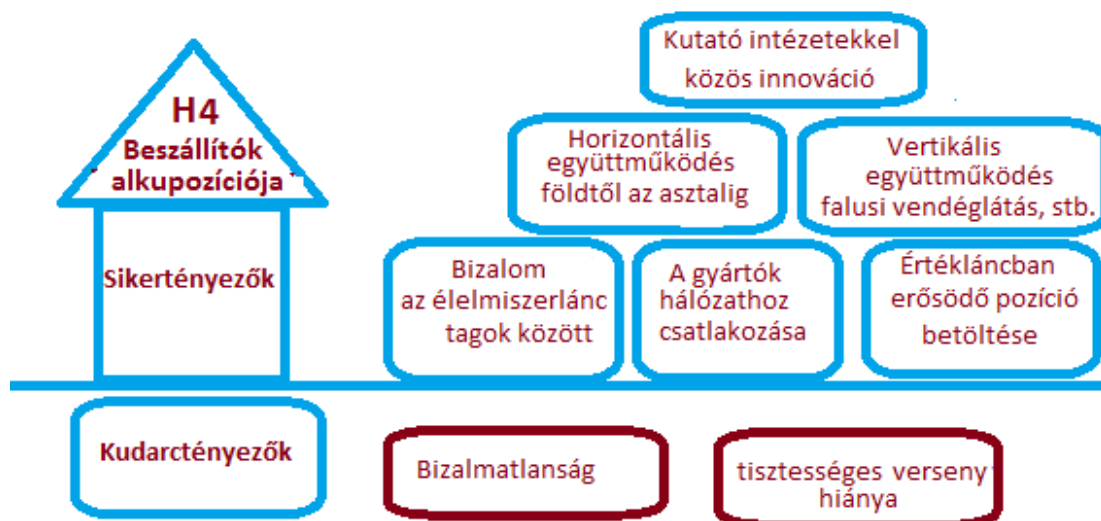 H4
Beszállítók
alkupozíciója
Sikertényezők
Kutató intézetekkel
közös innováció
Horizontális
együttműködés
földtől az asztalig
Vertikális
együttműködés
falusi vendéglátás, stb.
Bizalom
az élelmiszerlánc
tagok között
A gyártók
hálózathoz
csatlakozása
Értékláncban
erősödő pozíció
betöltése
Kudarctényezők
Bizalmatlanság
tisztességes verseny
hiánya